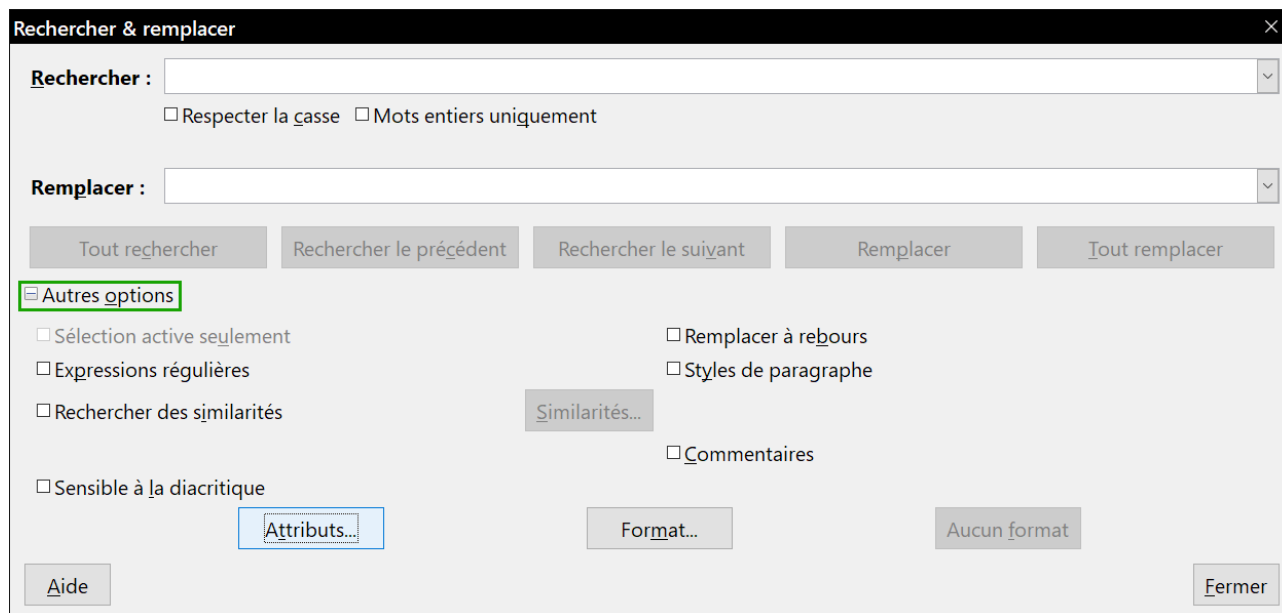 Rechercher & remplacer
Rechercher :
Respecter la casse Mots entiers uniquement
Remplacer :
Tout rechercher Rechercher le précédent Rechercher le suivant Remplacer Tout remplacer
Autres options
Sélection active seulement Remplacer à rebours
Expressions régulières Styles de paragraphe
Rechercher des similarités Similarités...
Commentaires
Sensible à la diacritique
Attributs... Format... Aucun format
Aide Fermer